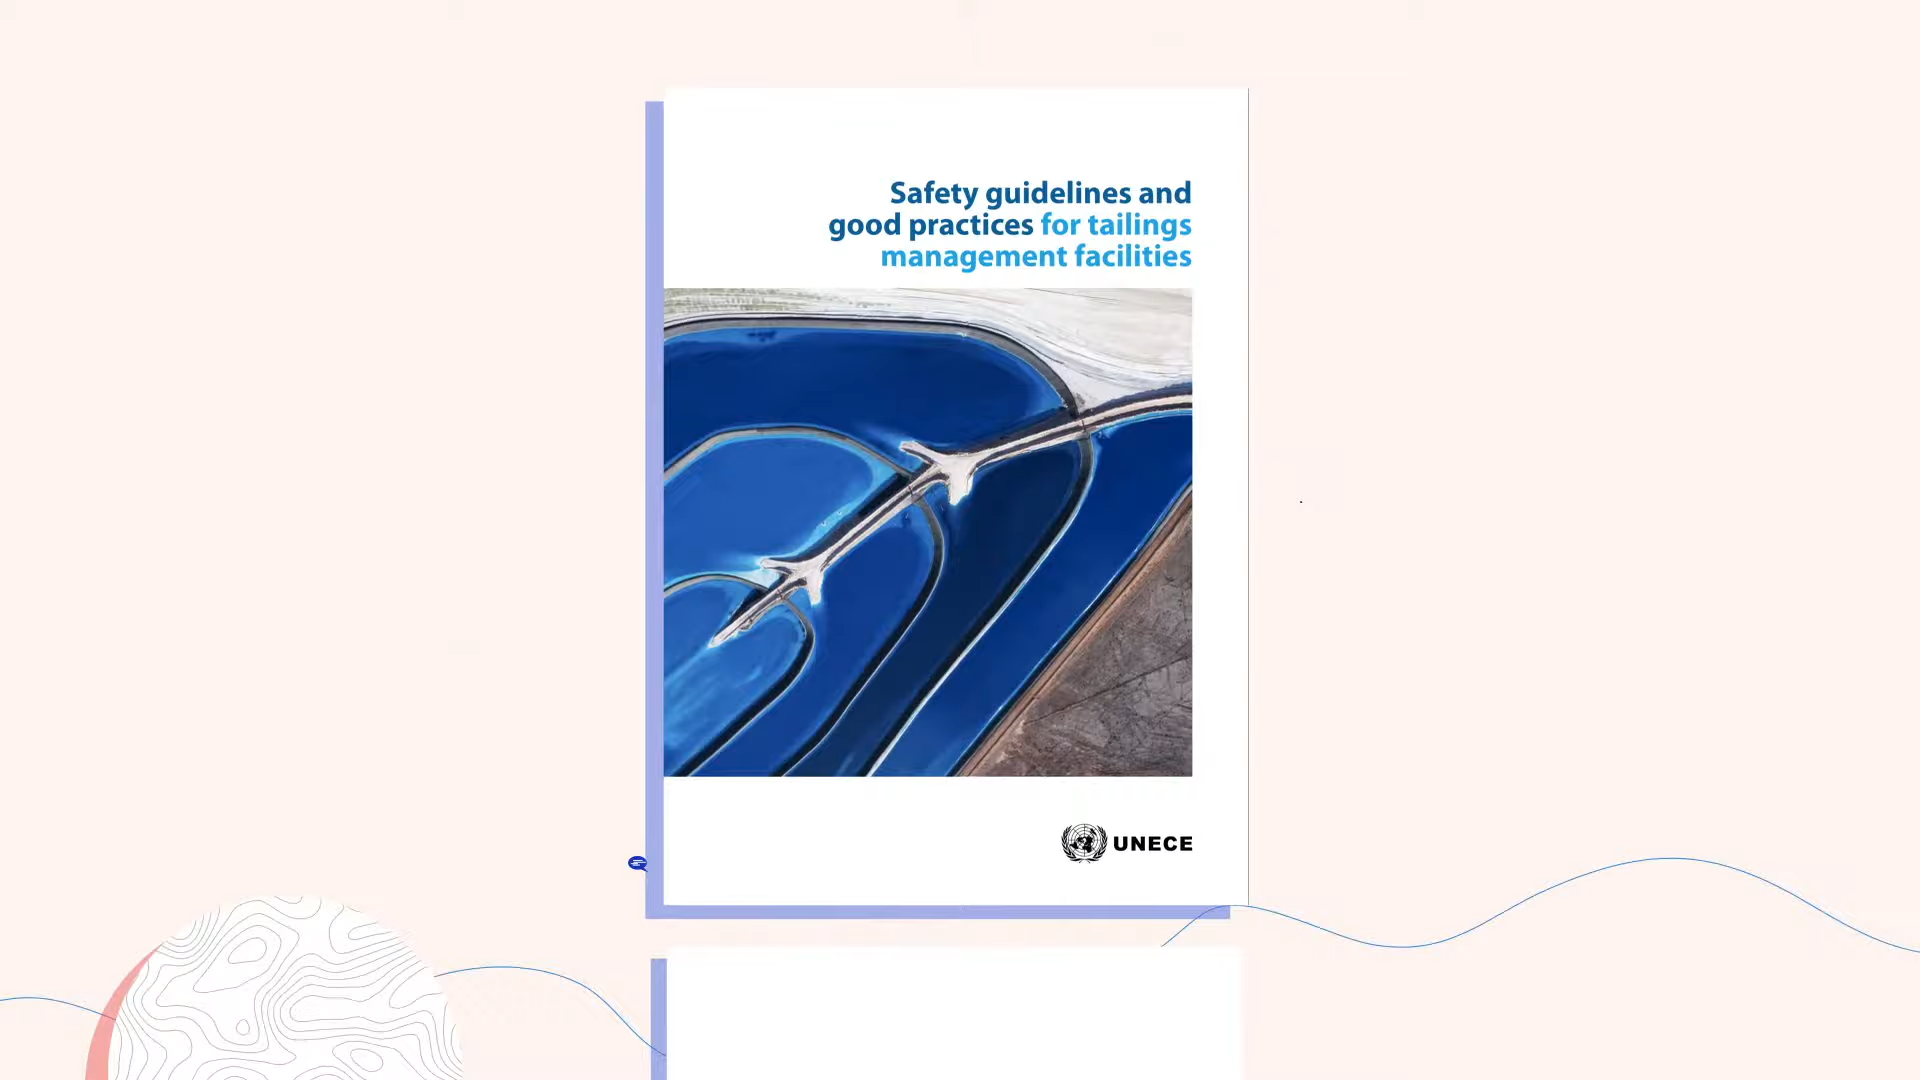 Safety guidelines and
good practices for tailings
management facilities
UNECE